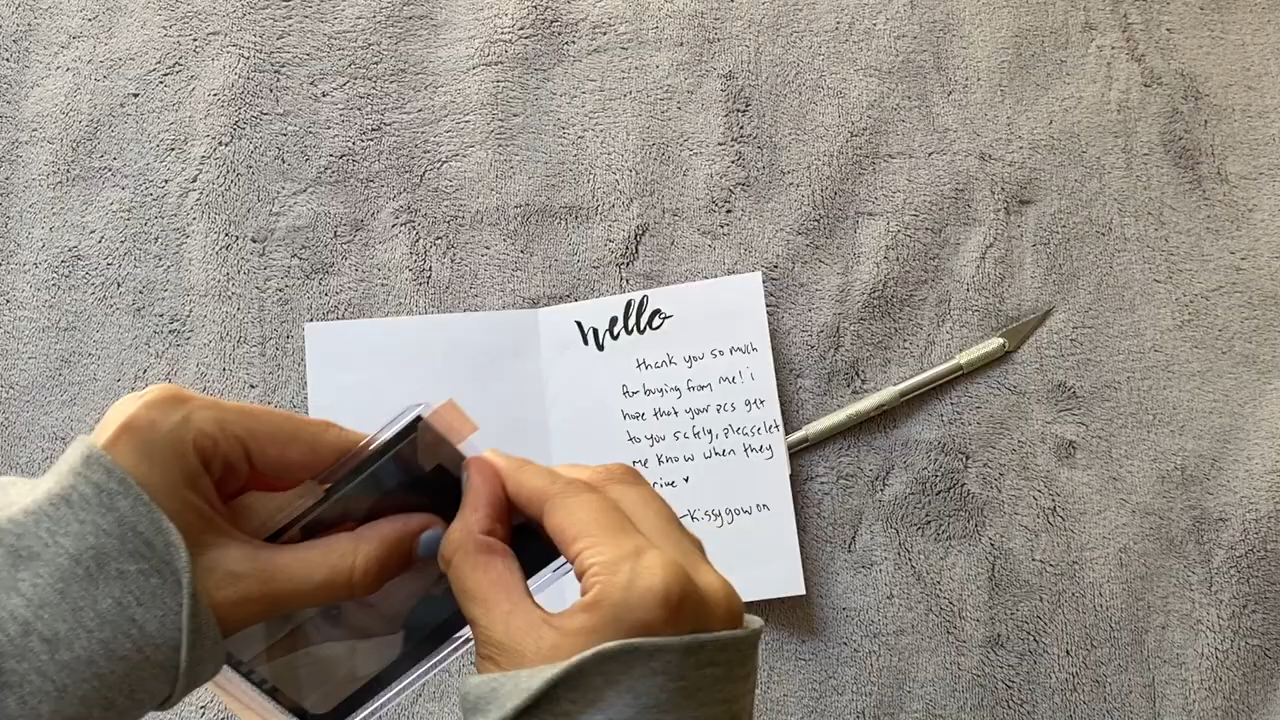 hello
thank you so much
for buying from me! i
hope that your pcs get
to you safely, please let
me know when they
rive ♥
-kissygowon